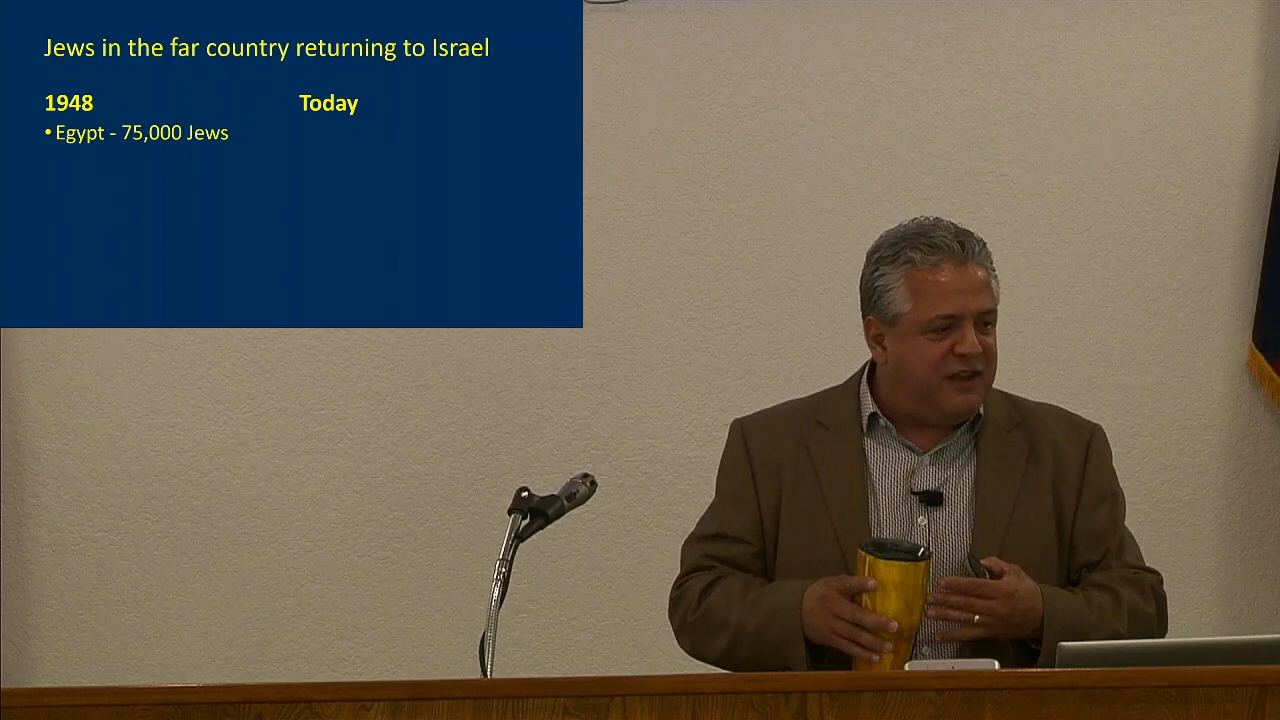 Jews in the far country returning to Israel
1948 Today
• Egypt - 75,000 Jews